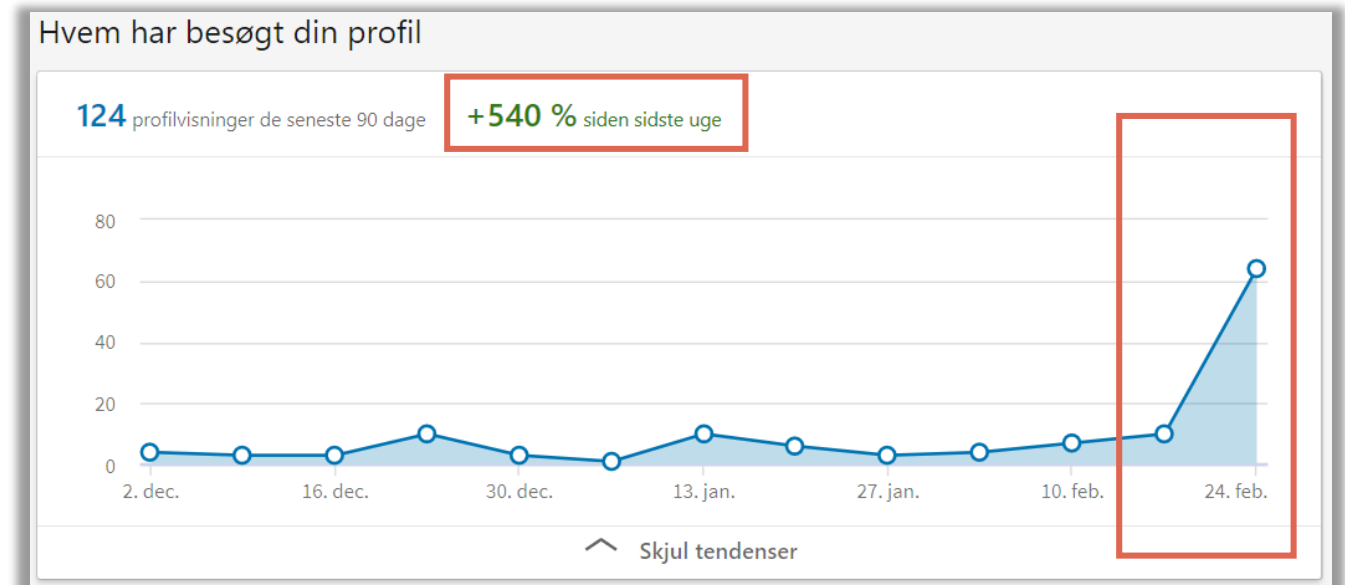 Hvem har besøgt din profil
124 profilvisninger de seneste 90 dage +540 % siden sidste uge
80
60
40
20
0
2. dec. 16. dec. 30. dec. 13. jan. 27. jan. 10. feb. 24. feb.
Skjul tendenser